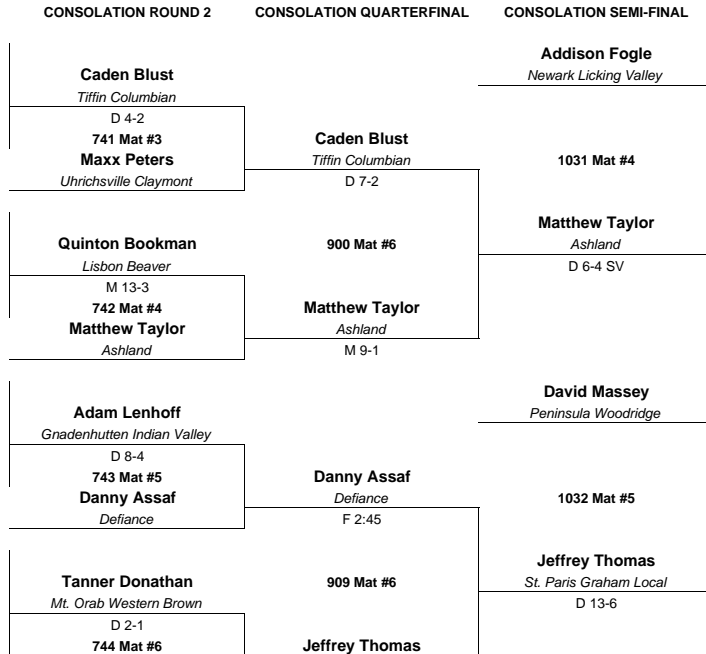 CONSOLATION ROUND 2 CONSOLATION QUARTERFINAL CONSOLATION SEMI-FINAL
Addison Fogle
Caden Blust Newark Licking Valley
Tiffin Columbian
D 4-2
741 Mat #3 Caden Blust
Maxx Peters Tiffin Columbian 1031 Mat #4
Uhrichsville Claymont D 7-2
Matthew Taylor
Quinton Bookman 900 Mat #6 Ashland
Lisbon Beaver D 6-4 SV
M 13-3
742 Mat #4 Matthew Taylor
Matthew Taylor Ashland
Ashland M 9-1
David Massey
Adam Lenhoff Peninsula Woodridge
Gnadenhutten Indian Valley
D 8-4
743 Mat #5 Danny Assaf
Danny Assaf Defiance 1032 Mat #5
Defiance F 2:45
Jeffrey Thomas
Tanner Donathan 909 Mat #6 St. Paris Graham Local
Mt. Orab Western Brown D 13-6
D 2-1
744 Mat #6 Jeffrey Thomas